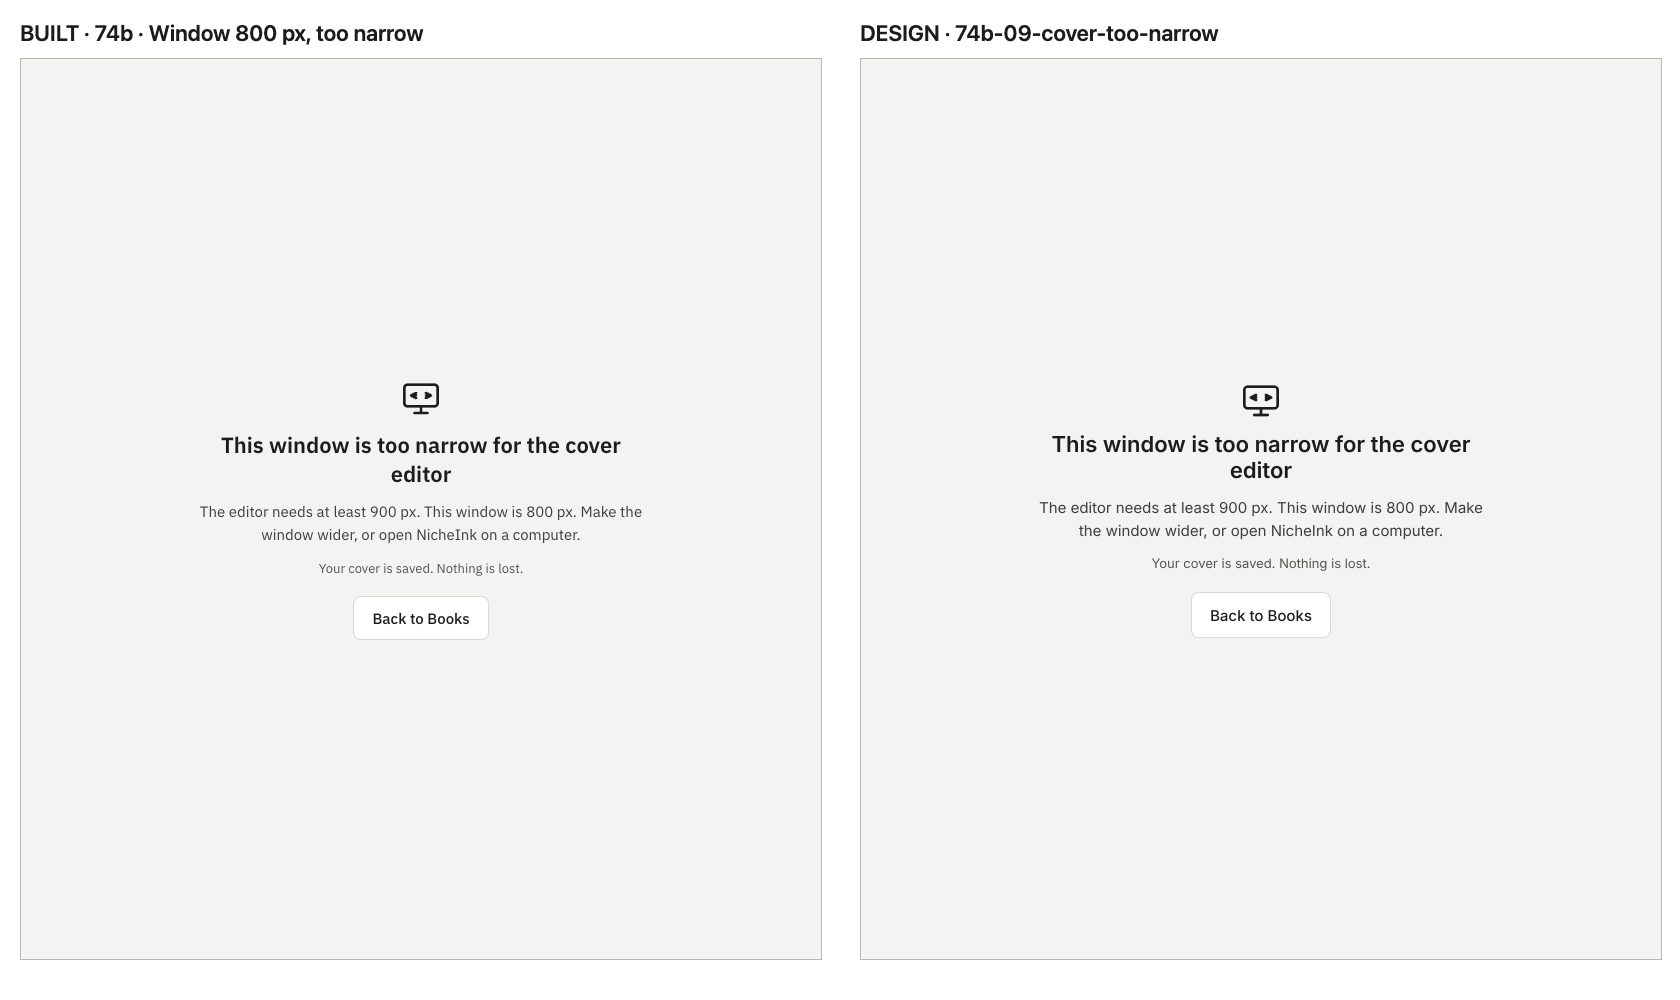 BUILT · 74b · Window 800 px, too narrow
This window is too narrow for the cover
editor
The editor needs at least 900 px. This window is 800 px. Make the
window wider, or open NicheInk on a computer.
Your cover is saved. Nothing is lost.
Back to Books
DESIGN · 74b-09-cover-too-narrow
This window is too narrow for the cover
editor
The editor needs at least 900 px. This window is 800 px. Make
the window wider, or open NicheInk on a computer.
Your cover is saved. Nothing is lost.
Back to Books